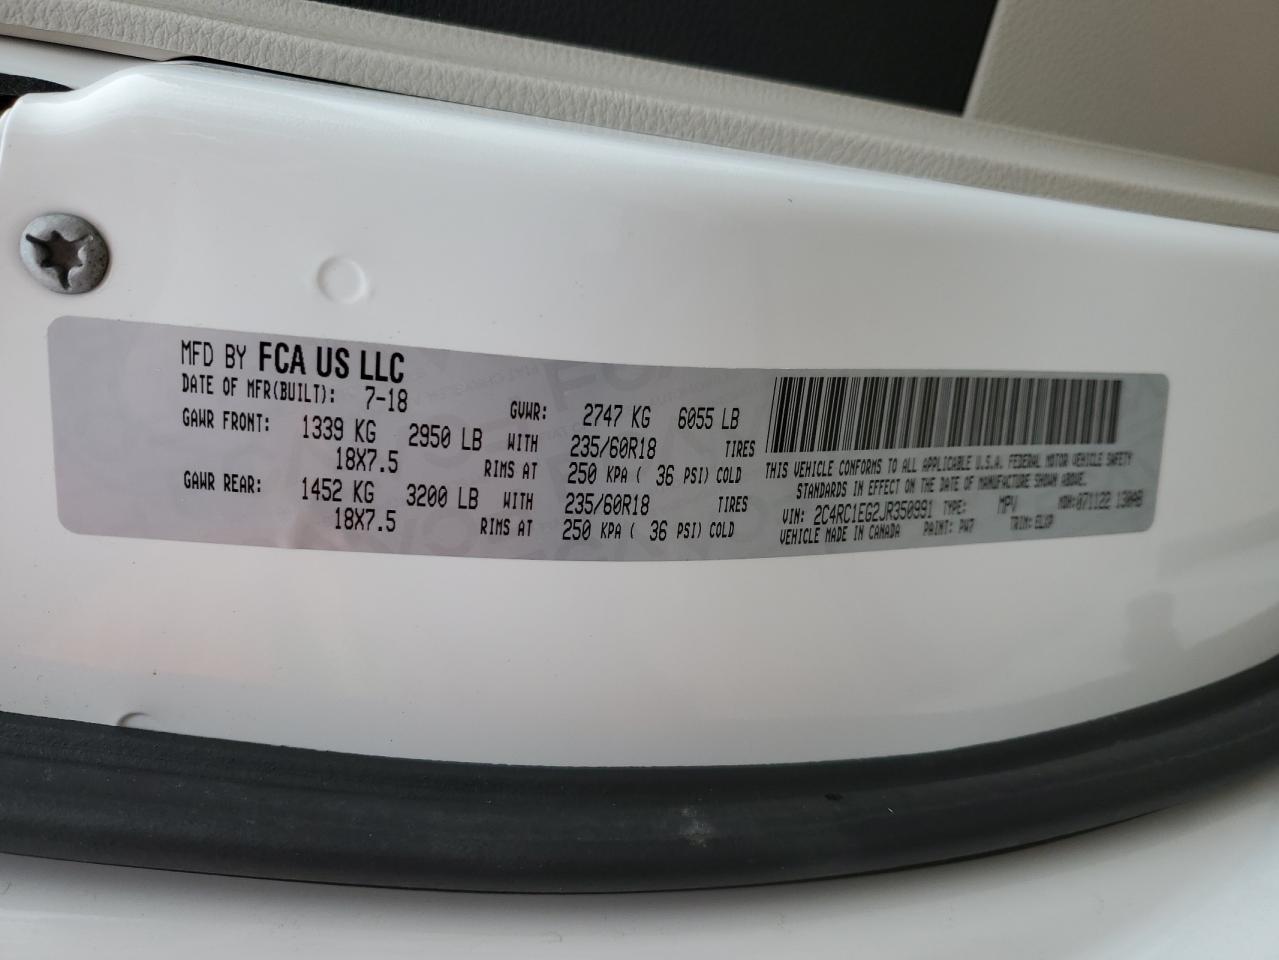 MFD BY FCA US LLC
DATE OF MFR(BUILT): 7-18 GVWR: 2747 KG 6055 LB
GAWR FRONT: 1339 KG 2950 LB WITH 235/60R18 TIRES
18X7.5 RIMS AT 250 KPA ( 36 PSI) COLD
GAWR REAR: 1452 KG 3200 LB WITH 235/60R18 TIRES
18X7.5 RIMS AT 250 KPA ( 36 PSI) COLD
THIS VEHICLE CONFORMS TO ALL APPLICABLE U.S.A. FEDERAL MOTOR VEHICLE SAFETY
STANDARDS IN EFFECT ON THE DATE OF MANUFACTURE SHOWN ABOVE.
VIN: 2C4RC1EG2JR350991 TYPE: MPV MDH:071122 130AB
VEHICLE MADE IN CANADA PAINT: PW7 TRIM: ELXP